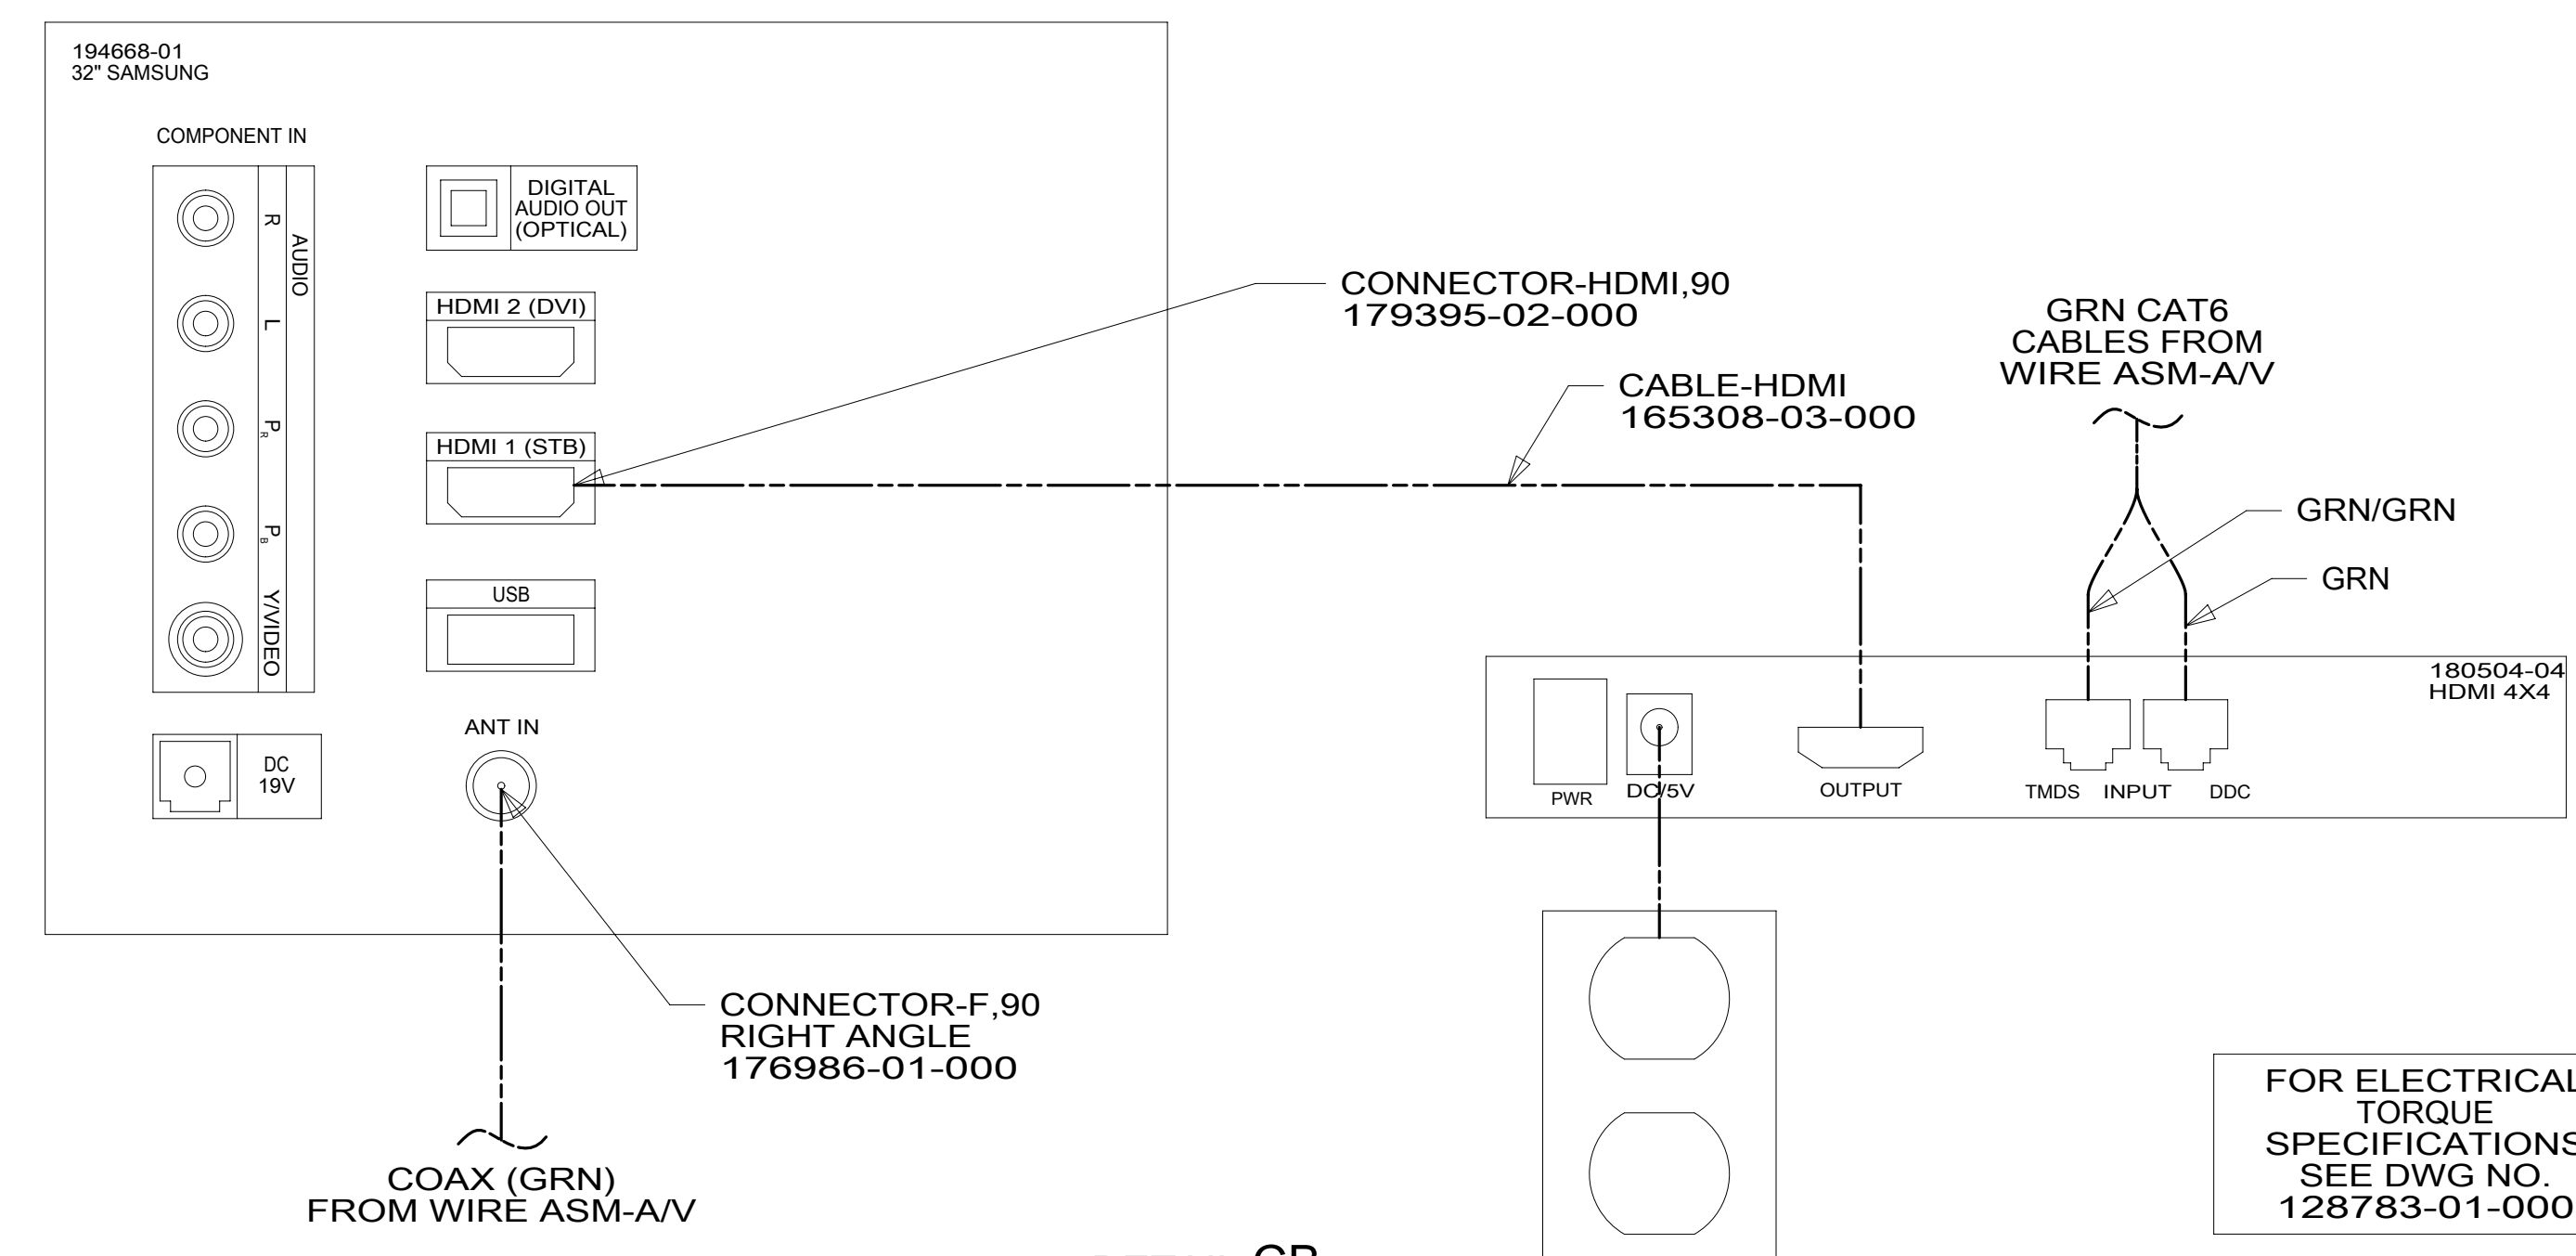 194668-01
32" SAMSUNG
COMPONENT IN
R
L
PR
PB
Y/VIDEO
AUDIO
DIGITAL
AUDIO OUT
(OPTICAL)
HDMI 2 (DVI)
HDMI 1 (STB)
USB
ANT IN
DC
19V
CONNECTOR-HDMI,90
179395-02-000
CABLE-HDMI
165308-03-000
GRN CAT6
CABLES FROM
WIRE ASM-A/V
GRN/GRN
GRN
180504-04
HDMI 4X4
PWR
DC/5V
OUTPUT
TMDS INPUT DDC
CONNECTOR-F,90
RIGHT ANGLE
176986-01-000
COAX (GRN)
FROM WIRE ASM-A/V
FOR ELECTRICAL
TORQUE
SPECIFICATIONS
SEE DWG NO.
128783-01-000